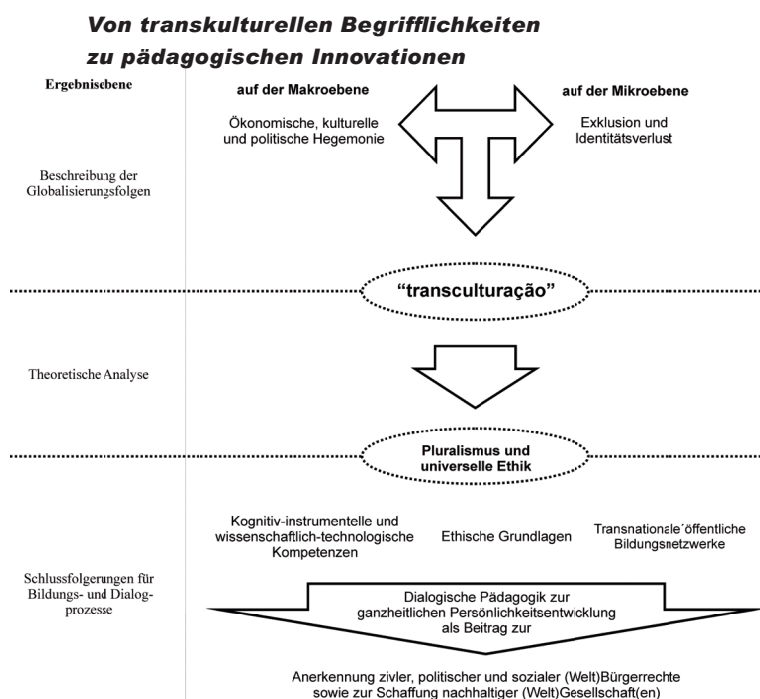 Von transkulturellen Begrifflichkeiten
zu pädagogischen Innovationen
Ergebnisebene
auf der Makroebene
auf der Mikroebene
Ökonomische, kulturelle
und politische Hegemonie
Exklusion und
Identitätsverlust
Beschreibung der
Globalisierungsfolgen
“transculturação”
Theoretische Analyse
Pluralismus und
universelle Ethik
Kognitiv-instrumentelle und
wissenschaftlich-technologische
Kompetenzen
Ethische Grundlagen
Transnationale öffentliche
Bildungsnetzwerke
Schlussfolgerungen für
Bildungs- und Dialog-
prozesse
Dialogische Pädagogik zur
ganzheitlichen Persönlichkeitsentwicklung
als Beitrag zur
Anerkennung zivler, politischer und sozialer (Welt)Bürgerrechte
sowie zur Schaffung nachhaltiger (Welt)Gesellschaft(en)